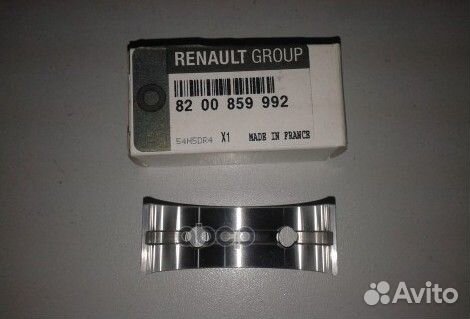 RENAULT GROUP
82 00 859 992
54H5DR4 X1 MADE IN FRANCE
Avito